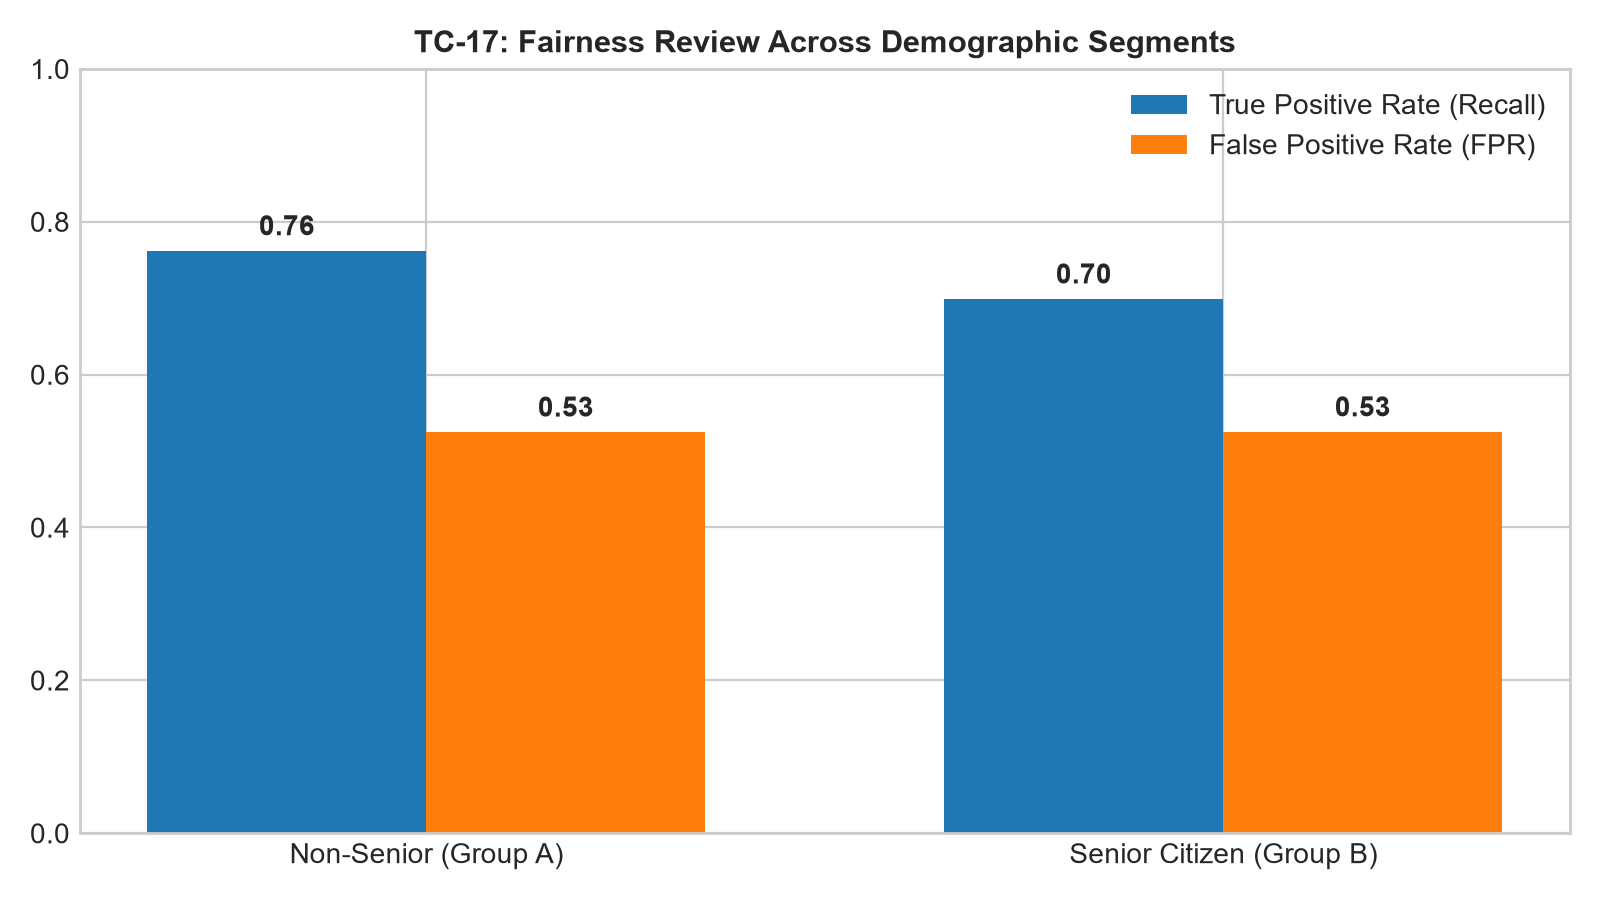 TC-17: Fairness Review Across Demographic Segments
1.0
True Positive Rate (Recall)
False Positive Rate (FPR)
0.8
0.76
0.70
0.6
0.53
0.53
0.4
0.2
0.0
Non-Senior (Group A)
Senior Citizen (Group B)